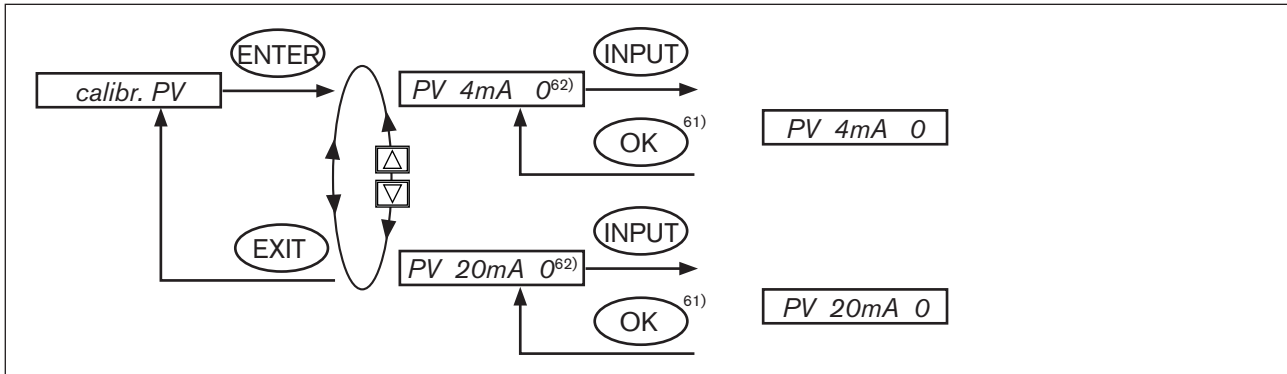 ENTER
calibr. PV
EXIT
PV 4mA 0⁶²⁾
INPUT
OK ⁶¹⁾
PV 4mA 0
PV 20mA 0⁶²⁾
INPUT
OK ⁶¹⁾
PV 20mA 0